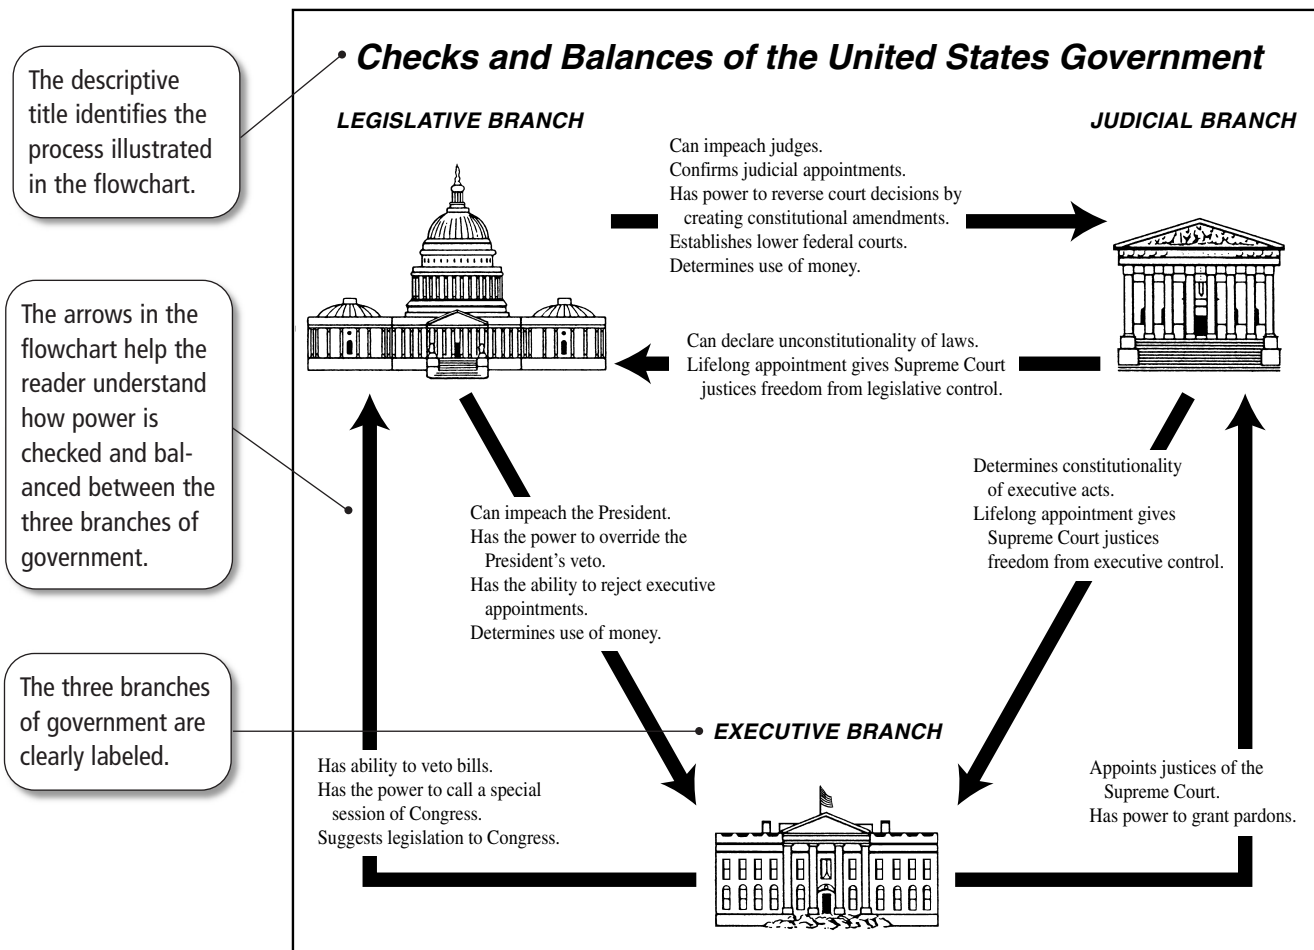 Checks and Balances of the United States Government
The descriptive
title identifies the
process illustrated
in the flowchart.
LEGISLATIVE BRANCH
JUDICIAL BRANCH
Can impeach judges.
Confirms judicial appointments.
Has power to reverse court decisions by
creating constitutional amendments.
Establishes lower federal courts.
Determines use of money.
The arrows in the
flowchart help the
reader understand
how power is
checked and bal-
anced between the
three branches of
government.
Can declare unconstitutionality of laws.
Lifelong appointment gives Supreme Court
justices freedom from legislative control.
Can impeach the President.
Has the power to override the
President’s veto.
Has the ability to reject executive
appointments.
Determines use of money.
Determines constitutionality
of executive acts.
Lifelong appointment gives
Supreme Court justices
freedom from executive control.
The three branches
of government are
clearly labeled.
EXECUTIVE BRANCH
Has ability to veto bills.
Has the power to call a special
session of Congress.
Suggests legislation to Congress.
Appoints justices of the
Supreme Court.
Has power to grant pardons.